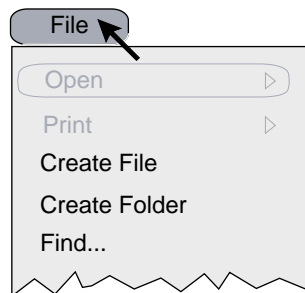 File
Open
Print
Create File
Create Folder
Find...